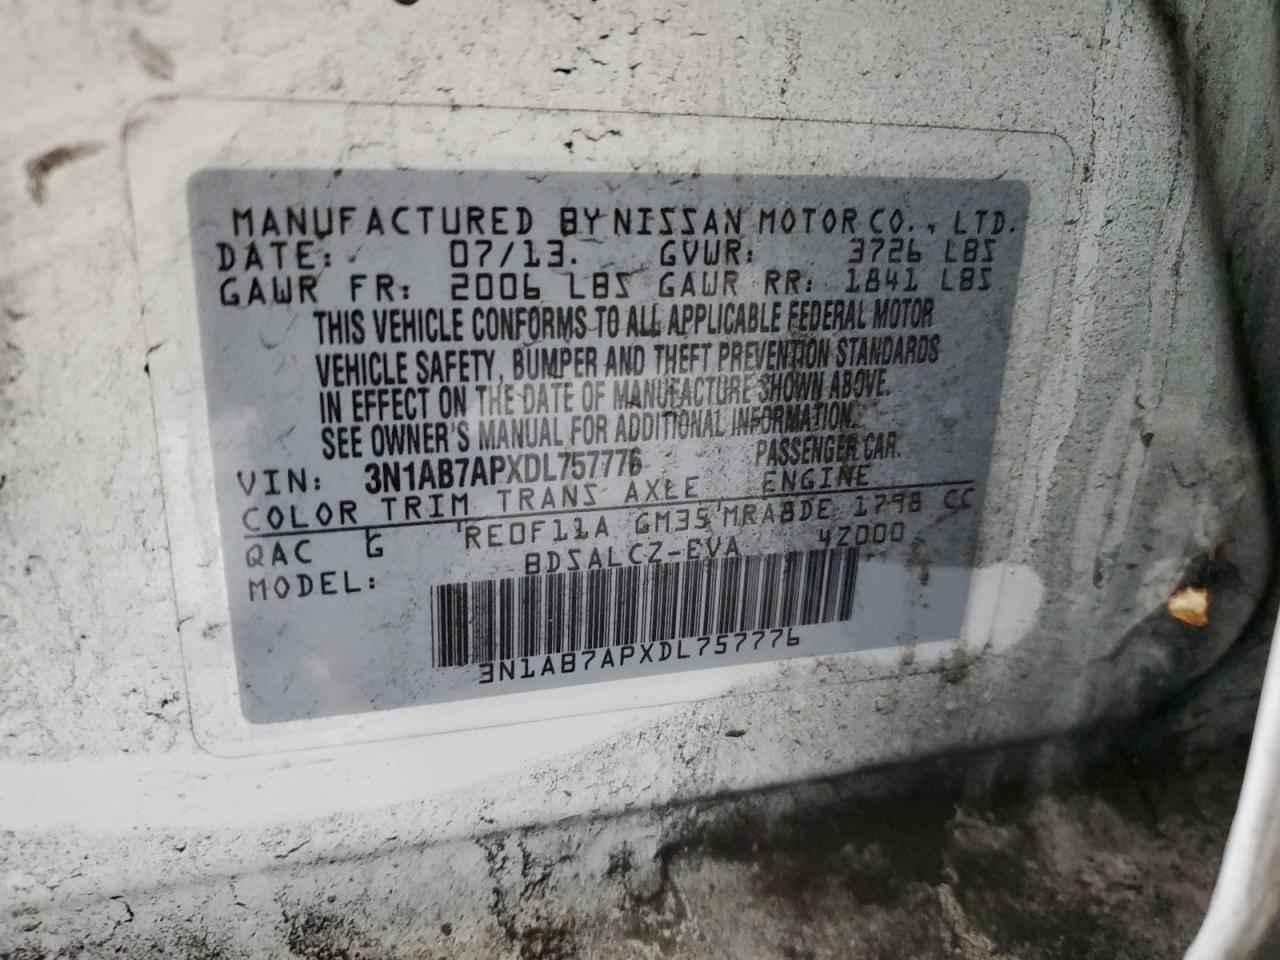 MANUFACTURED BY NISSAN MOTOR CO., LTD.
DATE: 07/13. GVWR: 3726 LBS
GAWR FR: 2006 LBS GAWR RR: 1841 LBS
THIS VEHICLE CONFORMS TO ALL APPLICABLE FEDERAL MOTOR
VEHICLE SAFETY, BUMPER AND THEFT PREVENTION STANDARDS
IN EFFECT ON THE DATE OF MANUFACTURE SHOWN ABOVE.
SEE OWNER'S MANUAL FOR ADDITIONAL INFORMATION.
VIN: 3N1AB7APXDL757776 PASSENGER CAR.
COLOR TRIM TRANS AXLE ENGINE
QAC G RE0F11A GM35 MRA8DE 1798 CC
MODEL: BDSALCZ-EVA 4Z000
3N1AB7APXDL757776